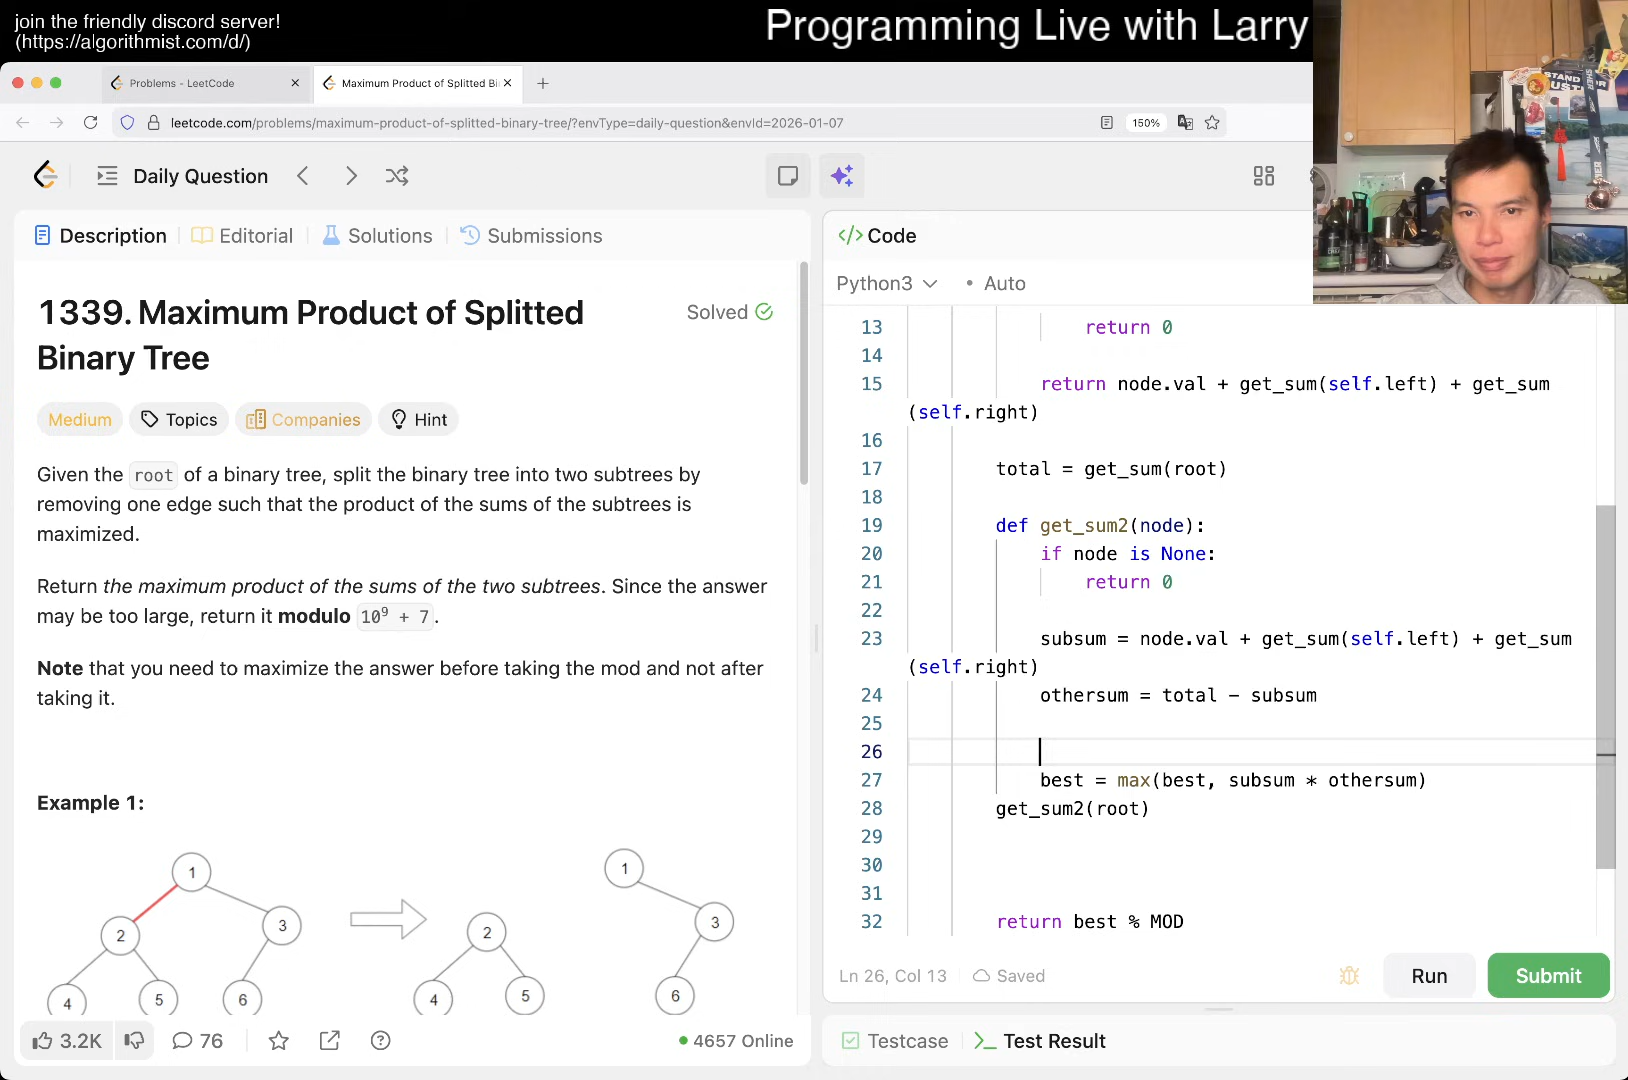 join the friendly discord server!
(https://algorithmist.com/d/)
Programming Live with Larry
Problems - LeetCode
Maximum Product of Splitted Bi
leetcode.com/problems/maximum-product-of-splitted-binary-tree/?envType=daily-question&envId=2026-01-07
150%
Daily Question
Description
Editorial
Solutions
Submissions
1339. Maximum Product of Splitted
Binary Tree
Solved
Medium
Topics
Companies
Hint
Given the root of a binary tree, split the binary tree into two subtrees by
removing one edge such that the product of the sums of the subtrees is
maximized.
Return the maximum product of the sums of the two subtrees. Since the answer
may be too large, return it modulo 10⁹ + 7.
Note that you need to maximize the answer before taking the mod and not after
taking it.
Example 1:
1
2
3
4
5
6
2
4
5
1
3
6
3.2K
76
4657 Online
</> Code
Python3
• Auto
13 return 0
14
15 return node.val + get_sum(self.left) + get_sum
(self.right)
16
17 total = get_sum(root)
18
19 def get_sum2(node):
20 if node is None:
21 return 0
22
23 subsum = node.val + get_sum(self.left) + get_sum
(self.right)
24 othersum = total - subsum
25
26
27 best = max(best, subsum * othersum)
28 get_sum2(root)
29
30
31
32 return best % MOD
Ln 26, Col 13
Saved
Run
Submit
Testcase
Test Result